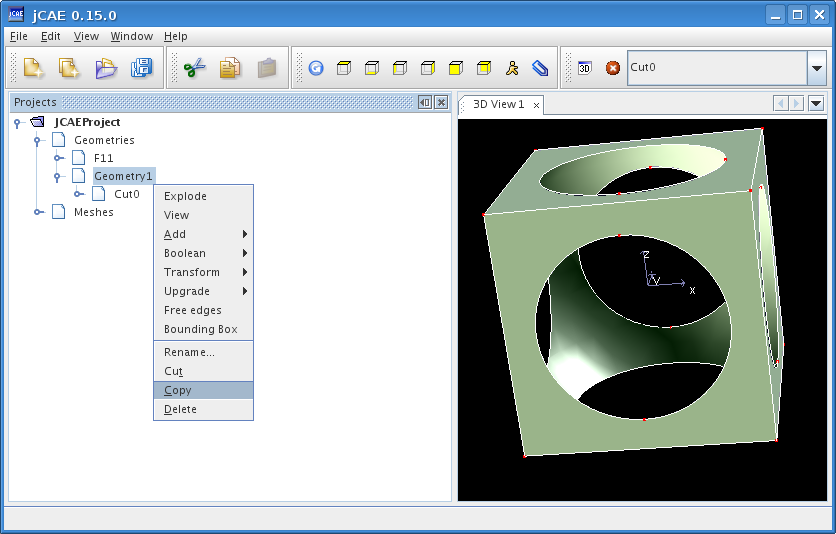 jCAE
jCAE 0.15.0
File Edit View Window Help
3D
Cut0
Projects
3D View 1
JCAEProject
Geometries
F11
Geometry1
Cut0
Meshes
Explode
View
Add
Boolean
Transform
Upgrade
Free edges
Bounding Box
Rename...
Cut
Copy
Delete
z
y
x